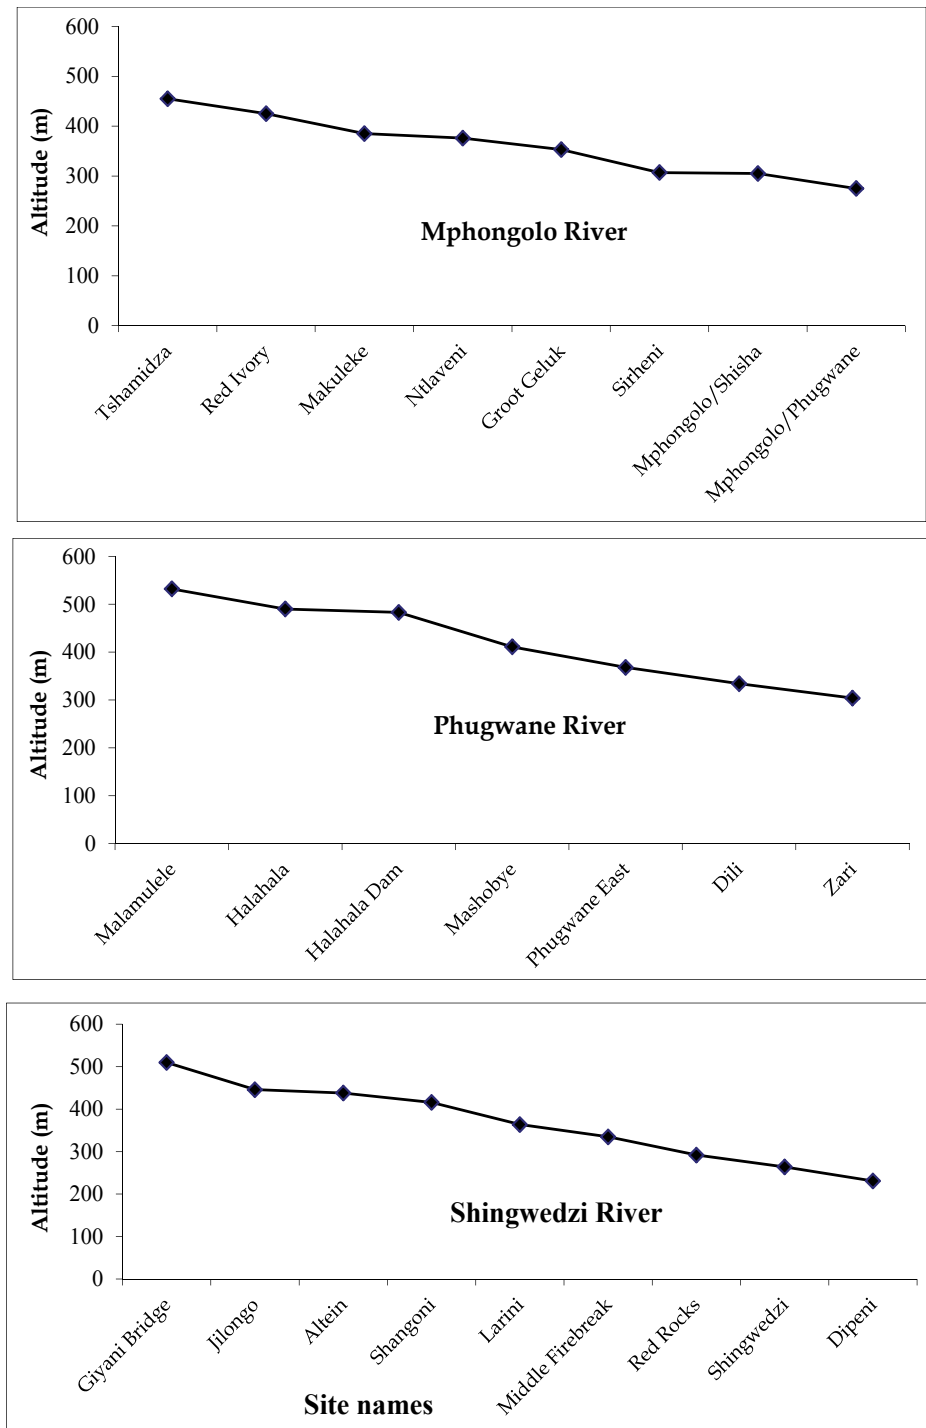 600
500
400
300
200
100
0
Altitude (m)
Mphongolo River
Tshamidza
Red Ivory
Makuleke
Ntlaveni
Groot Geluk
Sirheni
Mphongolo/Shisha
Mphongolo/Phugwane
600
500
400
300
200
100
0
Altitude (m)
Phugwane River
Malamulele
Halahala
Halahala Dam
Mashobye
Phugwane East
Dili
Zari
600
500
400
300
200
100
0
Altitude (m)
Shingwedzi River
Giyani Bridge
Jilongo
Altein
Shangoni
Larini
Middle Firebreak
Red Rocks
Shingwedzi
Dipeni
Site names